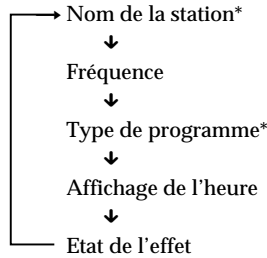 Nom de la station*
Fréquence
Type de programme*
Affichage de l'heure
Etat de l'effet